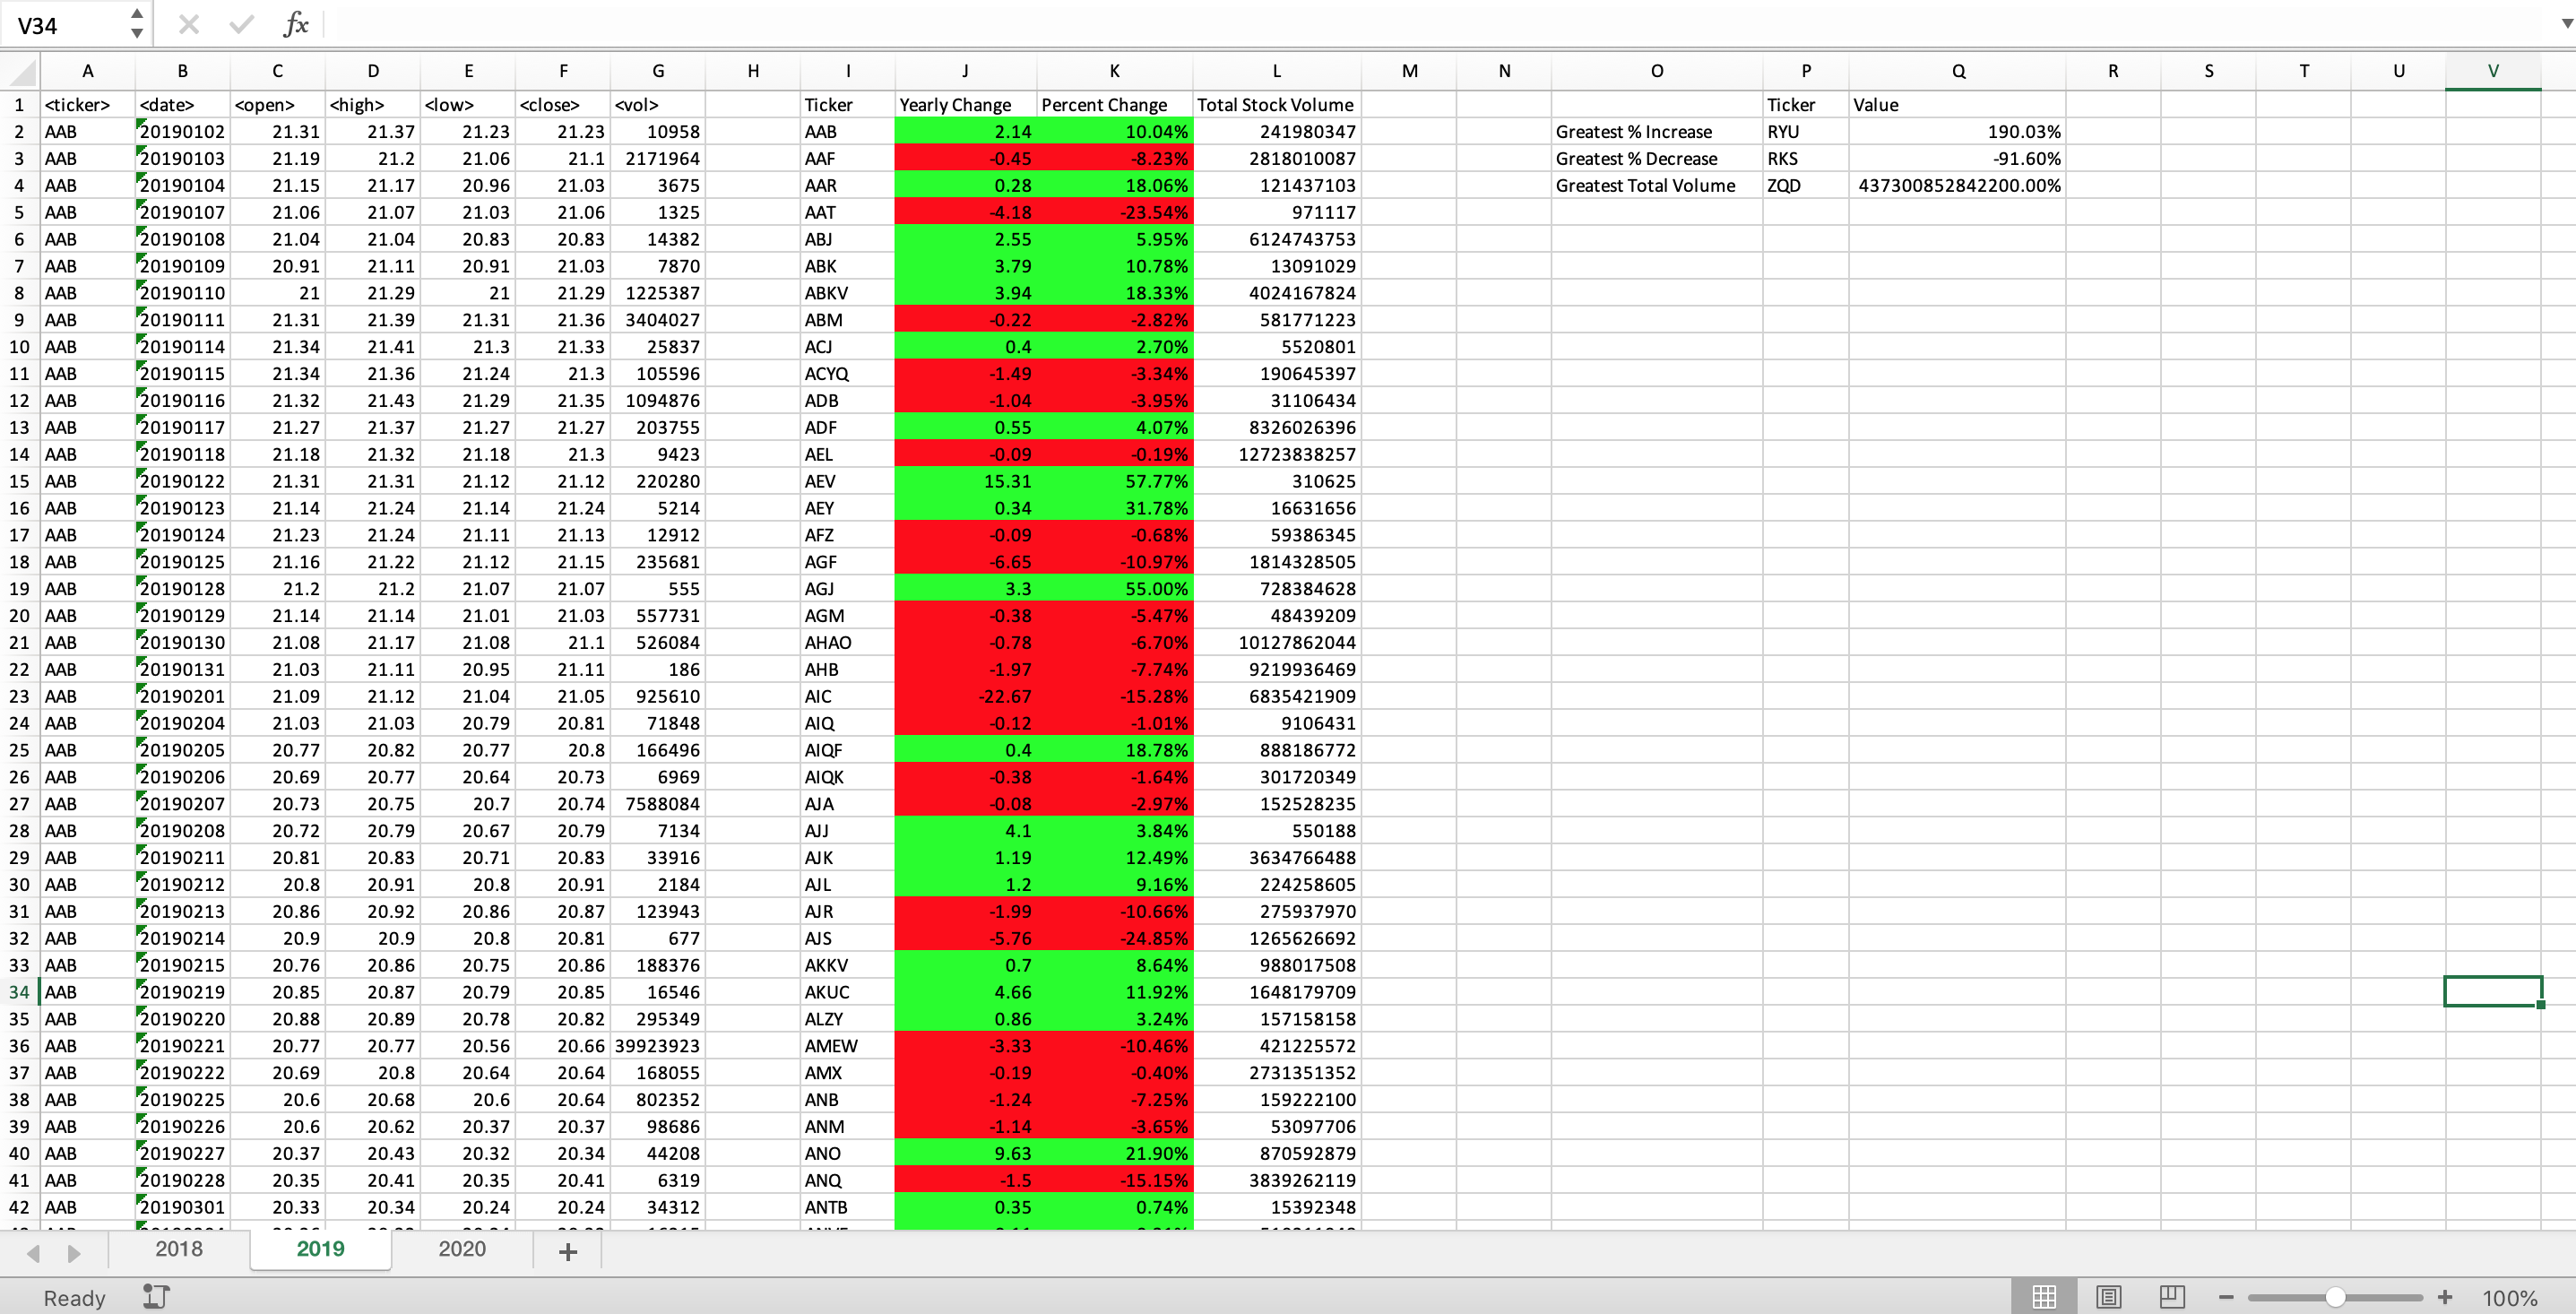 V34 fx
A B C D E F G H I J K L M N O P Q R S T U V
1 <ticker> <date> <open> <high> <low> <close> <vol> Ticker Yearly Change Percent Change Total Stock Volume Ticker Value
2 AAB 20190102 21.31 21.37 21.23 21.23 10958 AAB 2.14 10.04% 241980347 Greatest % Increase RYU 190.03%
3 AAB 20190103 21.19 21.2 21.06 21.1 2171964 AAF -0.45 -8.23% 2818010087 Greatest % Decrease RKS -91.60%
4 AAB 20190104 21.15 21.17 20.96 21.03 3675 AAR 0.28 18.06% 121437103 Greatest Total Volume ZQD 437300852842200.00%
5 AAB 20190107 21.06 21.07 21.03 21.06 1325 AAT -4.18 -23.54% 971117
6 AAB 20190108 21.04 21.04 20.83 20.83 14382 ABJ 2.55 5.95% 6124743753
7 AAB 20190109 20.91 21.11 20.91 21.03 7870 ABK 3.79 10.78% 13091029
8 AAB 20190110 21 21.29 21 21.29 1225387 ABKV 3.94 18.33% 4024167824
9 AAB 20190111 21.31 21.39 21.31 21.36 3404027 ABM -0.22 -2.82% 581771223
10 AAB 20190114 21.34 21.41 21.3 21.33 25837 ACJ 0.4 2.70% 5520801
11 AAB 20190115 21.34 21.36 21.24 21.3 105596 ACYQ -1.49 -3.34% 190645397
12 AAB 20190116 21.32 21.43 21.29 21.35 1094876 ADB -1.04 -3.95% 31106434
13 AAB 20190117 21.27 21.37 21.27 21.27 203755 ADF 0.55 4.07% 8326026396
14 AAB 20190118 21.18 21.32 21.18 21.3 9423 AEL -0.09 -0.19% 12723838257
15 AAB 20190122 21.31 21.31 21.12 21.12 220280 AEV 15.31 57.77% 310625
16 AAB 20190123 21.14 21.24 21.14 21.24 5214 AEY 0.34 31.78% 16631656
17 AAB 20190124 21.23 21.24 21.11 21.13 12912 AFZ -0.09 -0.68% 59386345
18 AAB 20190125 21.16 21.22 21.12 21.15 235681 AGF -6.65 -10.97% 1814328505
19 AAB 20190128 21.2 21.2 21.07 21.07 555 AGJ 3.3 55.00% 728384628
20 AAB 20190129 21.14 21.14 21.01 21.03 557731 AGM -0.38 -5.47% 48439209
21 AAB 20190130 21.08 21.17 21.08 21.1 526084 AHAO -0.78 -6.70% 10127862044
22 AAB 20190131 21.03 21.11 20.95 21.11 186 AHB -1.97 -7.74% 9219936469
23 AAB 20190201 21.09 21.12 21.04 21.05 925610 AIC -22.67 -15.28% 6835421909
24 AAB 20190204 21.03 21.03 20.79 20.81 71848 AIQ -0.12 -1.01% 9106431
25 AAB 20190205 20.77 20.82 20.77 20.8 166496 AIQF 0.4 18.78% 888186772
26 AAB 20190206 20.69 20.77 20.64 20.73 6969 AIQK -0.38 -1.64% 301720349
27 AAB 20190207 20.73 20.75 20.7 20.74 7588084 AJA -0.08 -2.97% 152528235
28 AAB 20190208 20.72 20.79 20.67 20.79 7134 AJJ 4.1 3.84% 550188
29 AAB 20190211 20.81 20.83 20.71 20.83 33916 AJK 1.19 12.49% 3634766488
30 AAB 20190212 20.8 20.91 20.8 20.91 2184 AJL 1.2 9.16% 224258605
31 AAB 20190213 20.86 20.92 20.86 20.87 123943 AJR -1.99 -10.66% 275937970
32 AAB 20190214 20.9 20.9 20.8 20.81 677 AJS -5.76 -24.85% 1265626692
33 AAB 20190215 20.76 20.86 20.75 20.86 188376 AKKV 0.7 8.64% 988017508
34 AAB 20190219 20.85 20.87 20.79 20.85 16546 AKUC 4.66 11.92% 1648179709
35 AAB 20190220 20.88 20.89 20.78 20.82 295349 ALZY 0.86 3.24% 157158158
36 AAB 20190221 20.77 20.77 20.56 20.66 39923923 AMEW -3.33 -10.46% 421225572
37 AAB 20190222 20.69 20.8 20.64 20.64 168055 AMX -0.19 -0.40% 2731351352
38 AAB 20190225 20.6 20.68 20.6 20.64 802352 ANB -1.24 -7.25% 159222100
39 AAB 20190226 20.6 20.62 20.37 20.37 98686 ANM -1.14 -3.65% 53097706
40 AAB 20190227 20.37 20.43 20.32 20.34 44208 ANO 9.63 21.90% 870592879
41 AAB 20190228 20.35 20.41 20.35 20.41 6319 ANQ -1.5 -15.15% 3839262119
42 AAB 20190301 20.33 20.34 20.24 20.24 34312 ANTB 0.35 0.74% 15392348
2018 2019 2020 +
Ready 100%